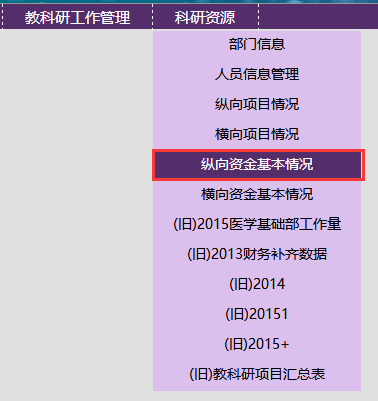 教科研工作管理 科研资源
部门信息
人员信息管理
纵向项目情况
横向项目情况
纵向资金基本情况
横向资金基本情况
(旧)2015医学基础部工作量
(旧)2013财务补齐数据
(旧)2014
(旧)20151
(旧)2015+
(旧)教科研项目汇总表